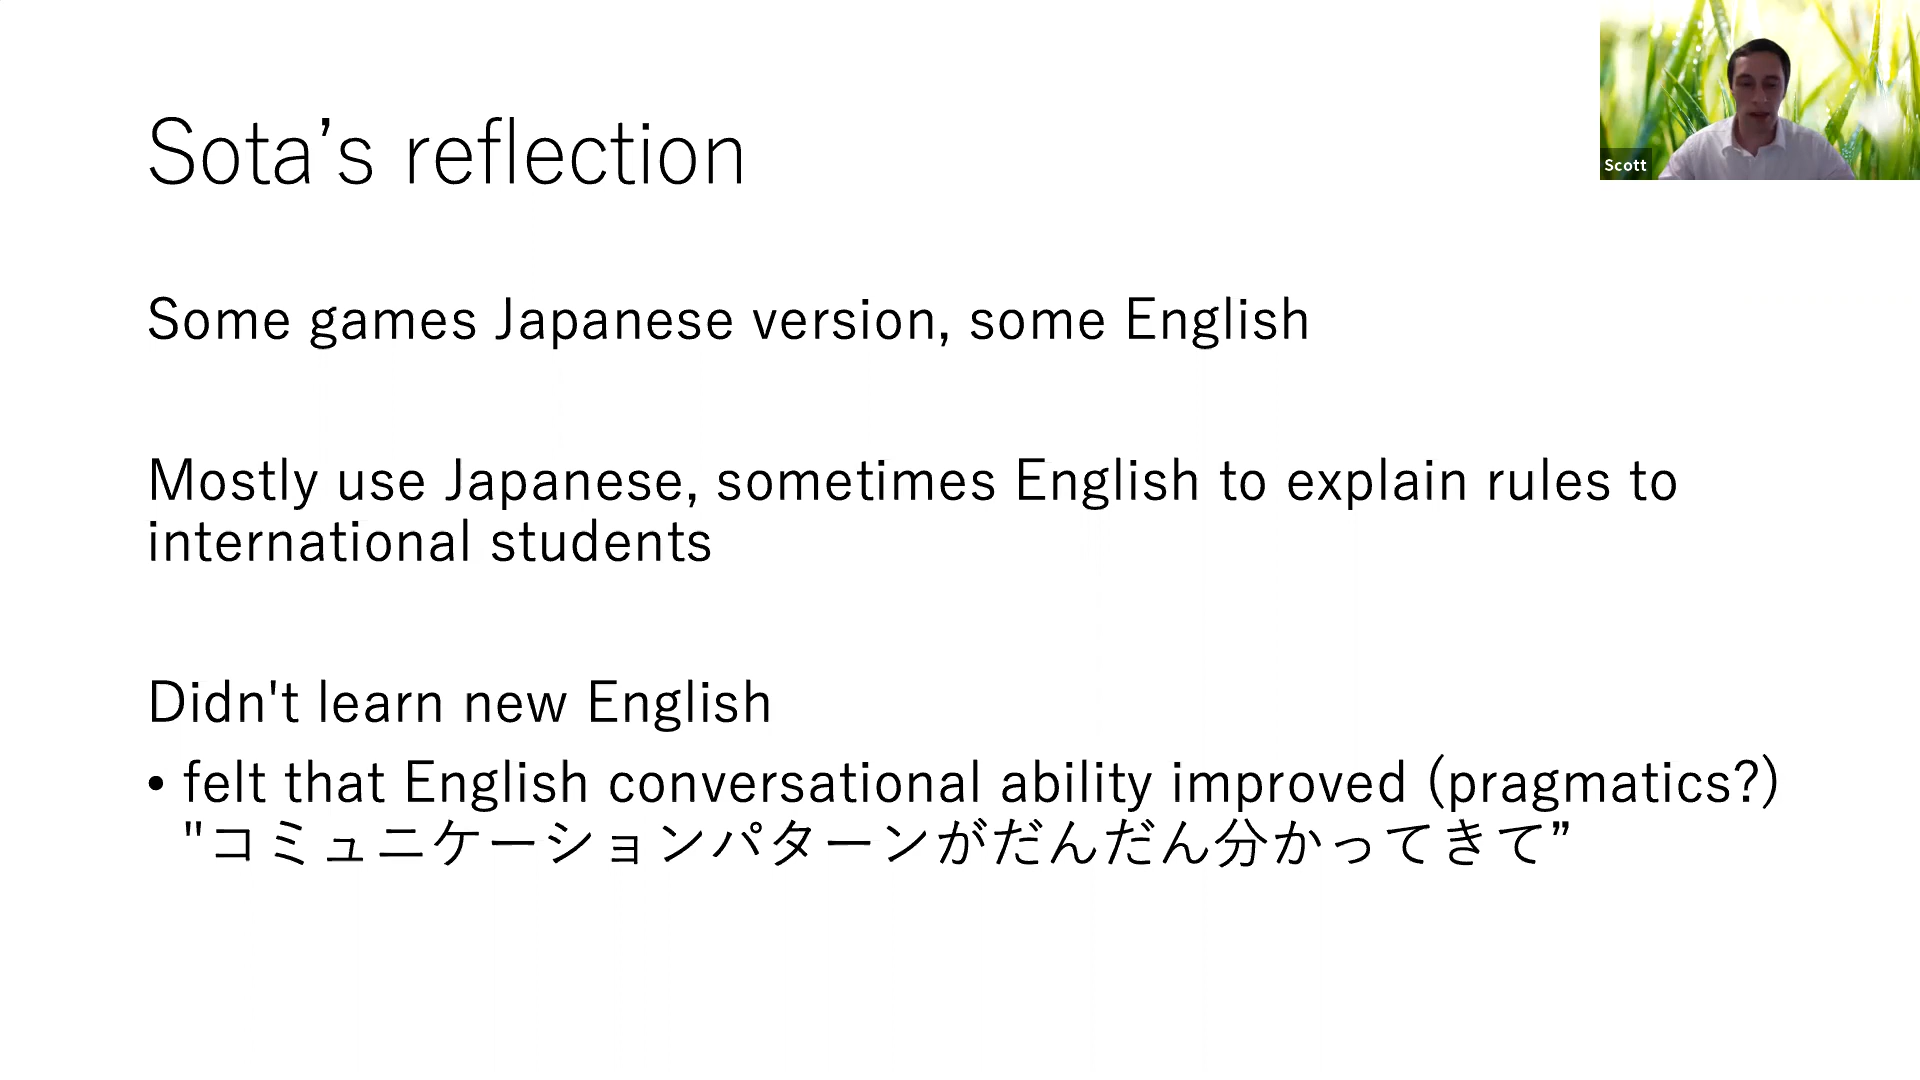 Scott
Sota’s reflection
Some games Japanese version, some English
Mostly use Japanese, sometimes English to explain rules to
international students
Didn't learn new English
• felt that English conversational ability improved (pragmatics?)
"コミュニケーションパターンがだんだん分かってきて”